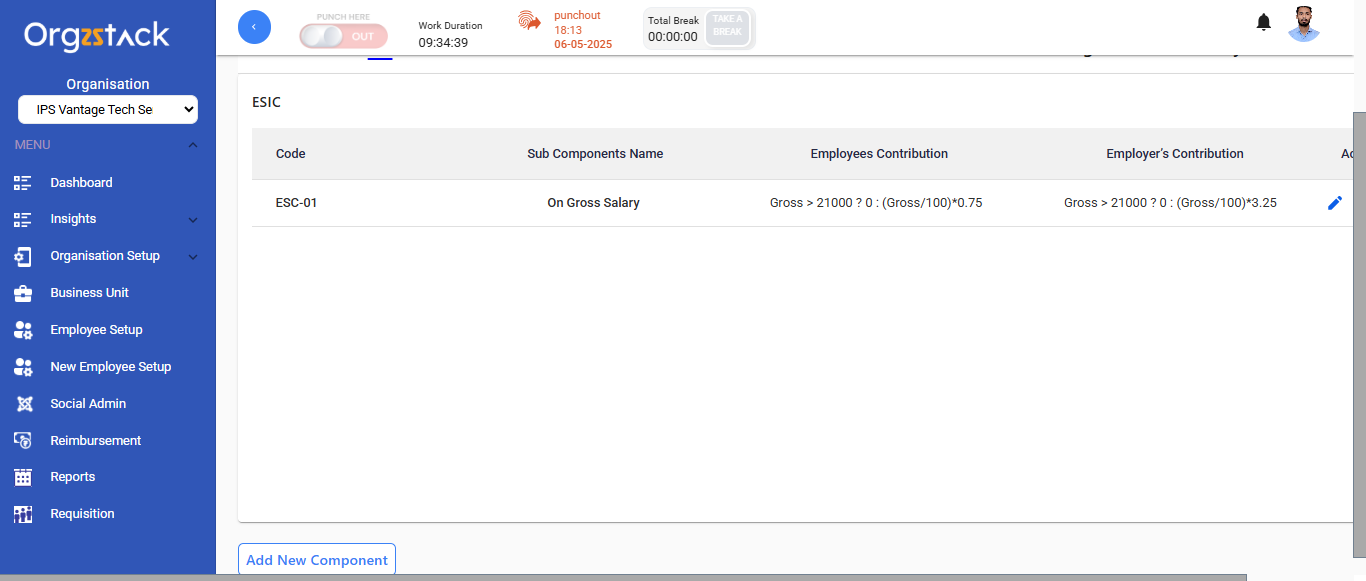 Orgzstack
Organisation
IPS Vantage Tech Se
MENU
Dashboard
Insights
Organisation Setup
Business Unit
Employee Setup
New Employee Setup
Social Admin
Reimbursement
Reports
Requisition
PUNCH HERE
OUT
Work Duration
09:34:39
punchout
18:13
06-05-2025
Total Break
00:00:00
TAKE A
BREAK
ESIC
Code Sub Components Name Employees Contribution Employer's Contribution Ac
ESC-01 On Gross Salary Gross > 21000 ? 0 : (Gross/100)*0.75 Gross > 21000 ? 0 : (Gross/100)*3.25
Add New Component